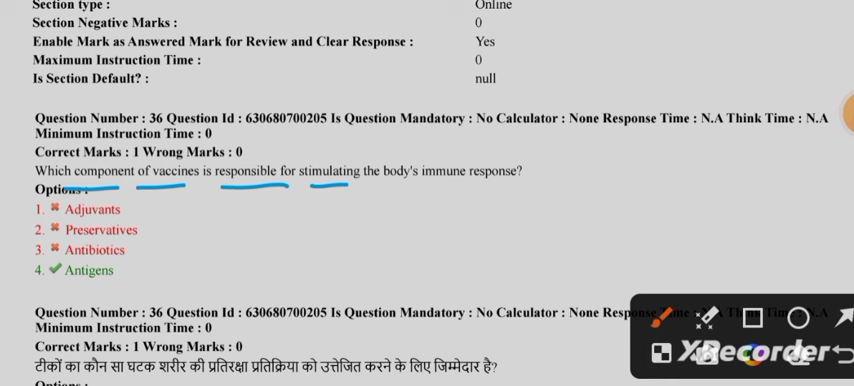 Section type : Online
Section Negative Marks : 0
Enable Mark as Answered Mark for Review and Clear Response : Yes
Maximum Instruction Time : 0
Is Section Default? : null
Question Number : 36 Question Id : 630680700205 Is Question Mandatory : No Calculator : None Response Time : N.A Think Time : N.A
Minimum Instruction Time : 0
Correct Marks : 1 Wrong Marks : 0
Which component of vaccines is responsible for stimulating the body's immune response?
Options :
1. Adjuvants
2. Preservatives
3. Antibiotics
4. Antigens
Question Number : 36 Question Id : 630680700205 Is Question Mandatory : No Calculator : None Response Time : N.A
Minimum Instruction Time : 0
Correct Marks : 1 Wrong Marks : 0
टीकों का कौन सा घटक शरीर की प्रतिरक्षा प्रतिक्रिया को उत्तेजित करने के लिए जिम्मेदार है?
Options :
XRecorder